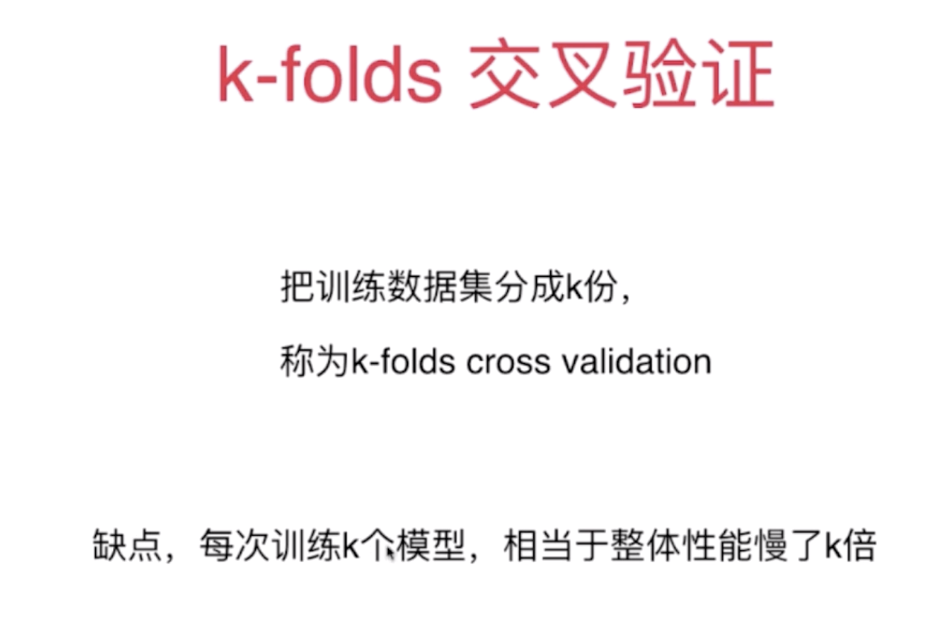 k-folds 交叉验证
把训练数据集分成k份，
称为k-folds cross validation
缺点，每次训练k个模型，相当于整体性能慢了k倍